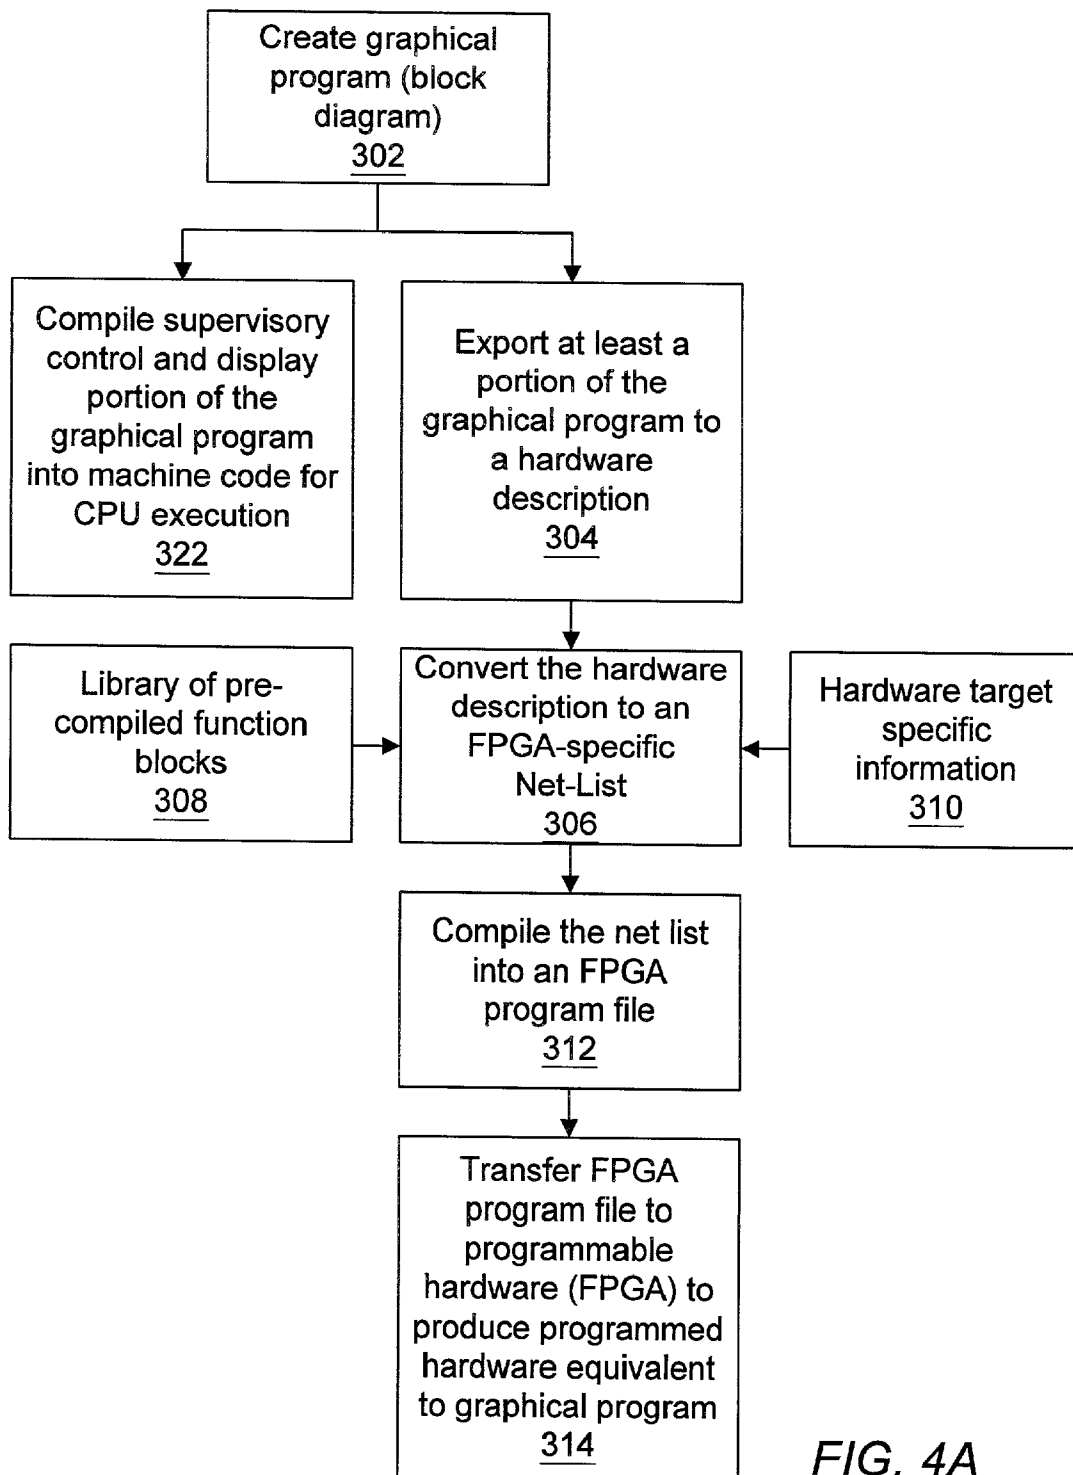 Create graphical
program (block
diagram)
302
Compile supervisory
control and display
portion of the
graphical program
into machine code for
CPU execution
322
Export at least a
portion of the
graphical program to
a hardware
description
304
Library of pre-
compiled function
blocks
308
Convert the hardware
description to an
FPGA-specific
Net-List
306
Hardware target
specific
information
310
Compile the net list
into an FPGA
program file
312
Transfer FPGA
program file to
programmable
hardware (FPGA) to
produce programmed
hardware equivalent
to graphical program
314
FIG. 4A